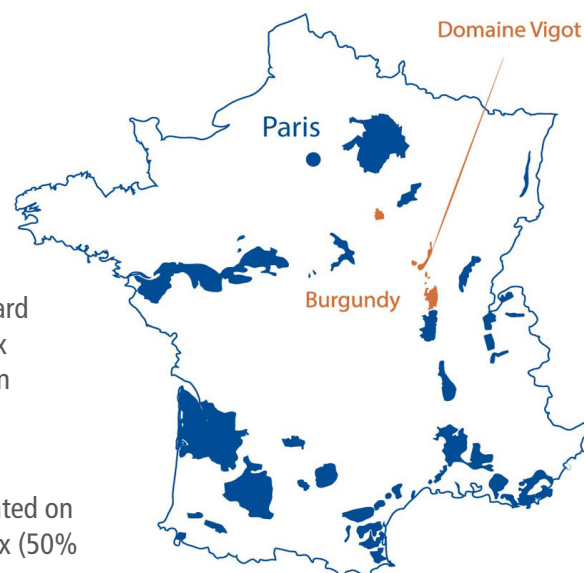 Domaine Vigot
Paris
Burgundy
ard
x
n
ted on
x (50%